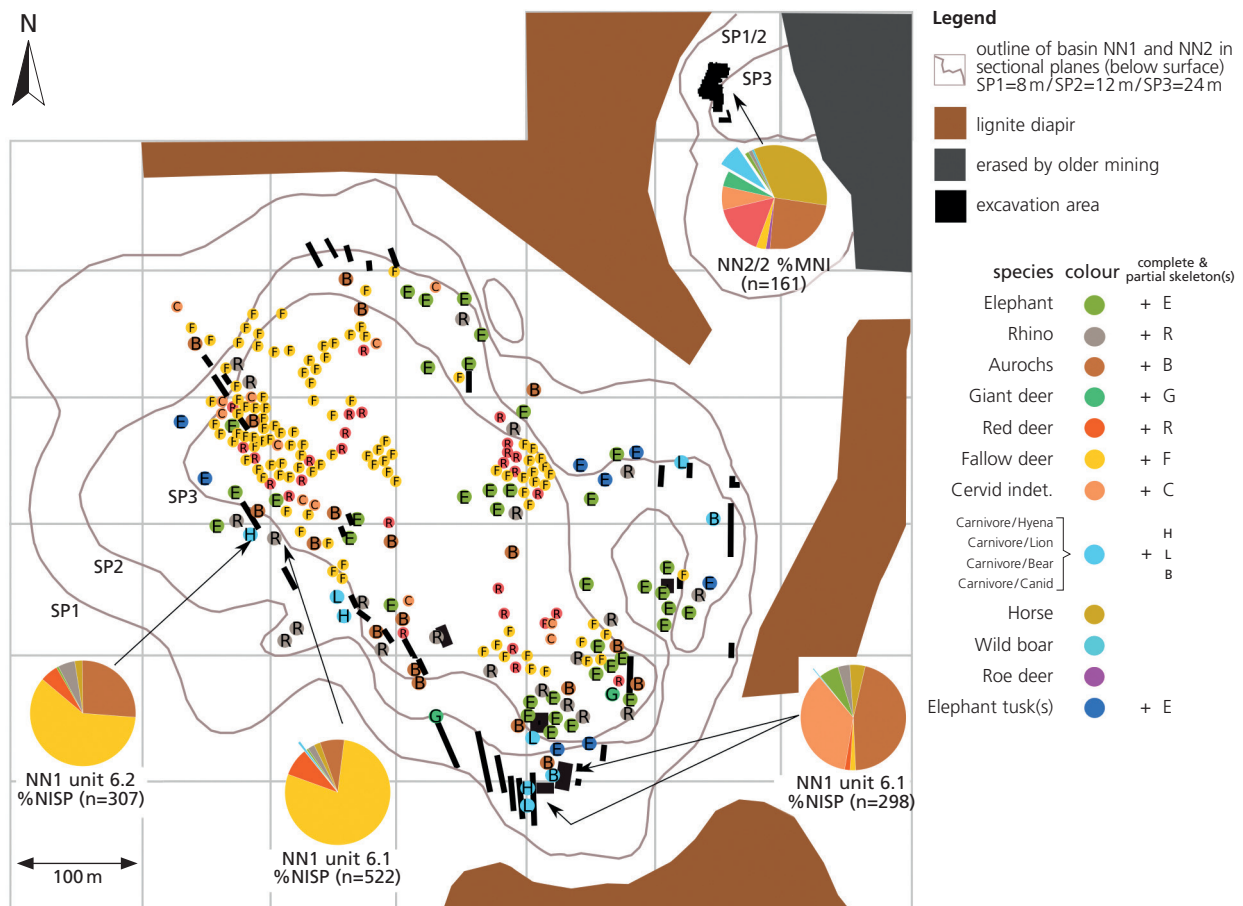 N
SP1/2
SP3
NN2/2 %MNI
(n=161)
SP3
SP2
SP1
NN1 unit 6.2
%NISP (n=307)
NN1 unit 6.1
%NISP (n=522)
NN1 unit 6.1
%NISP (n=298)
100 m
Legend
outline of basin NN1 and NN2 in
sectional planes (below surface)
SP1=8 m/SP2=12 m/SP3=24 m
lignite diapir
erased by older mining
excavation area
species colour complete &
partial skeleton(s)
Elephant + E
Rhino + R
Aurochs + B
Giant deer + G
Red deer + R
Fallow deer + F
Cervid indet. + C
Carnivore/Hyena H
Carnivore/Lion + L
Carnivore/Bear B
Carnivore/Canid
Horse
Wild boar
Roe deer
Elephant tusk(s) + E